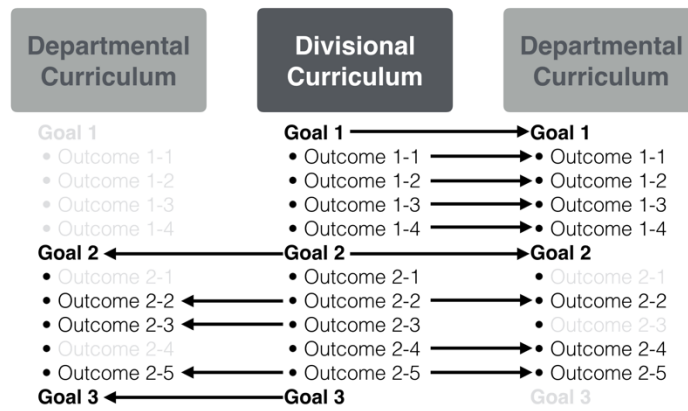 Departmental
Curriculum
Divisional
Curriculum
Departmental
Curriculum
Goal 1
• Outcome 1-1
• Outcome 1-2
• Outcome 1-3
• Outcome 1-4
Goal 2
• Outcome 2-1
• Outcome 2-2
• Outcome 2-3
• Outcome 2-4
• Outcome 2-5
Goal 3
Goal 1
• Outcome 1-1
• Outcome 1-2
• Outcome 1-3
• Outcome 1-4
Goal 2
• Outcome 2-1
• Outcome 2-2
• Outcome 2-3
• Outcome 2-4
• Outcome 2-5
Goal 3
Goal 1
• Outcome 1-1
• Outcome 1-2
• Outcome 1-3
• Outcome 1-4
Goal 2
• Outcome 2-1
• Outcome 2-2
• Outcome 2-3
• Outcome 2-4
• Outcome 2-5
Goal 3